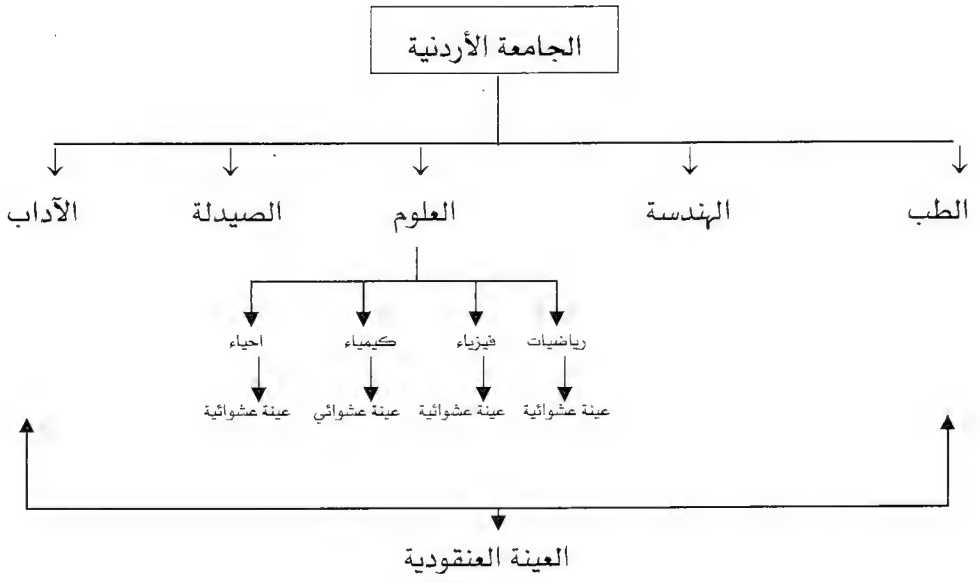 الجامعة الأردنية
الطب الهندسة العلوم الصيدلة الآداب
رياضيات فيزياء كيمياء احياء
عينة عشوائية عينة عشوائية عينة عشوائي عينة عشوائية
العينة العنقودية